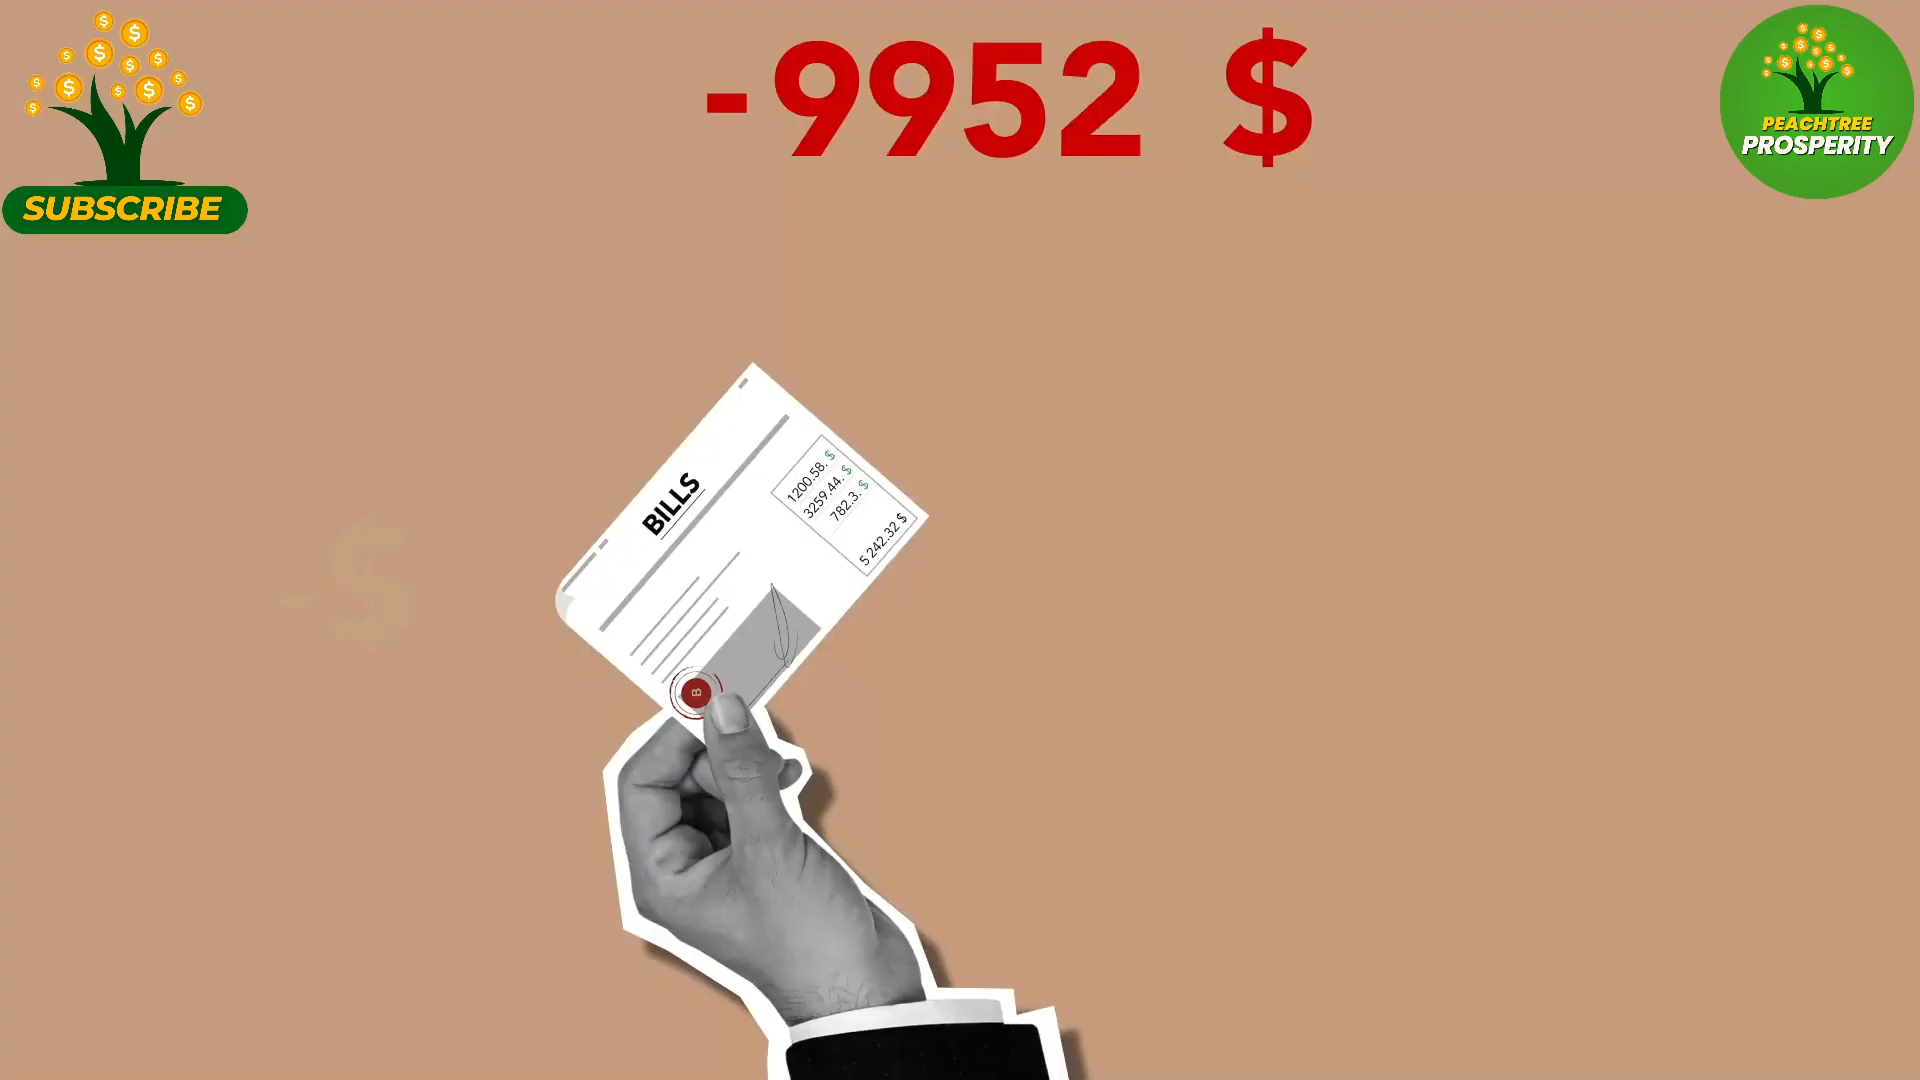 -9952 $
SUBSCRIBE
PEACHTREE
PROSPERITY
BILLS
1200.58. $
3259.44. $
782.3. $
5 242.32 $
B
-$